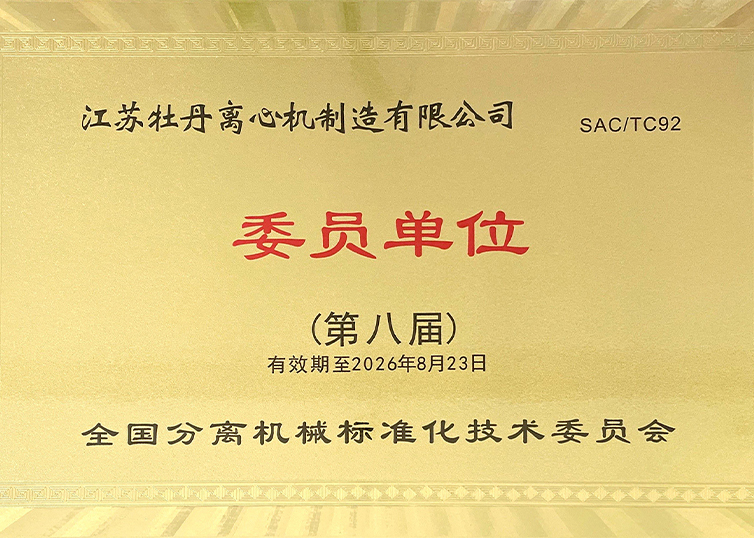 江苏牡丹离心机制造有限公司 SAC/TC92
委员单位
(第八届)
有效期至2026年8月23日
全国分离机械标准化技术委员会